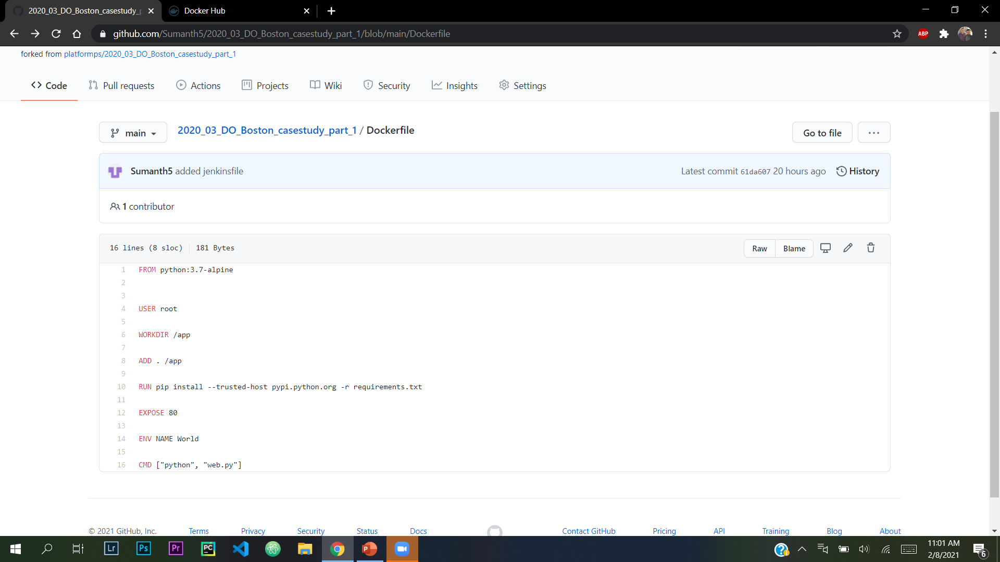 2020_03_DO_Boston_casestudy_p
Docker Hub
github.com/Sumanth5/2020_03_DO_Boston_casestudy_part_1/blob/main/Dockerfile
ABP
forked from platformps/2020_03_DO_Boston_casestudy_part_1
Code
Pull requests
Actions
Projects
Wiki
Security
Insights
Settings
main
2020_03_DO_Boston_casestudy_part_1 / Dockerfile
Go to file
Sumanth5 added jenkinsfile
Latest commit 61da607 20 hours ago
History
1 contributor
16 lines (8 sloc)
181 Bytes
Raw
Blame
1 FROM python:3.7-alpine
2
3
4 USER root
5
6 WORKDIR /app
7
8 ADD . /app
9
10 RUN pip install --trusted-host pypi.python.org -r requirements.txt
11
12 EXPOSE 80
13
14 ENV NAME World
15
16 CMD ["python", "web.py"]
© 2021 GitHub, Inc.
Terms
Privacy
Security
Status
Docs
Contact GitHub
Pricing
API
Training
Blog
About
Lr
Ps
Pr
PC
P
11:01 AM
2/8/2021
6